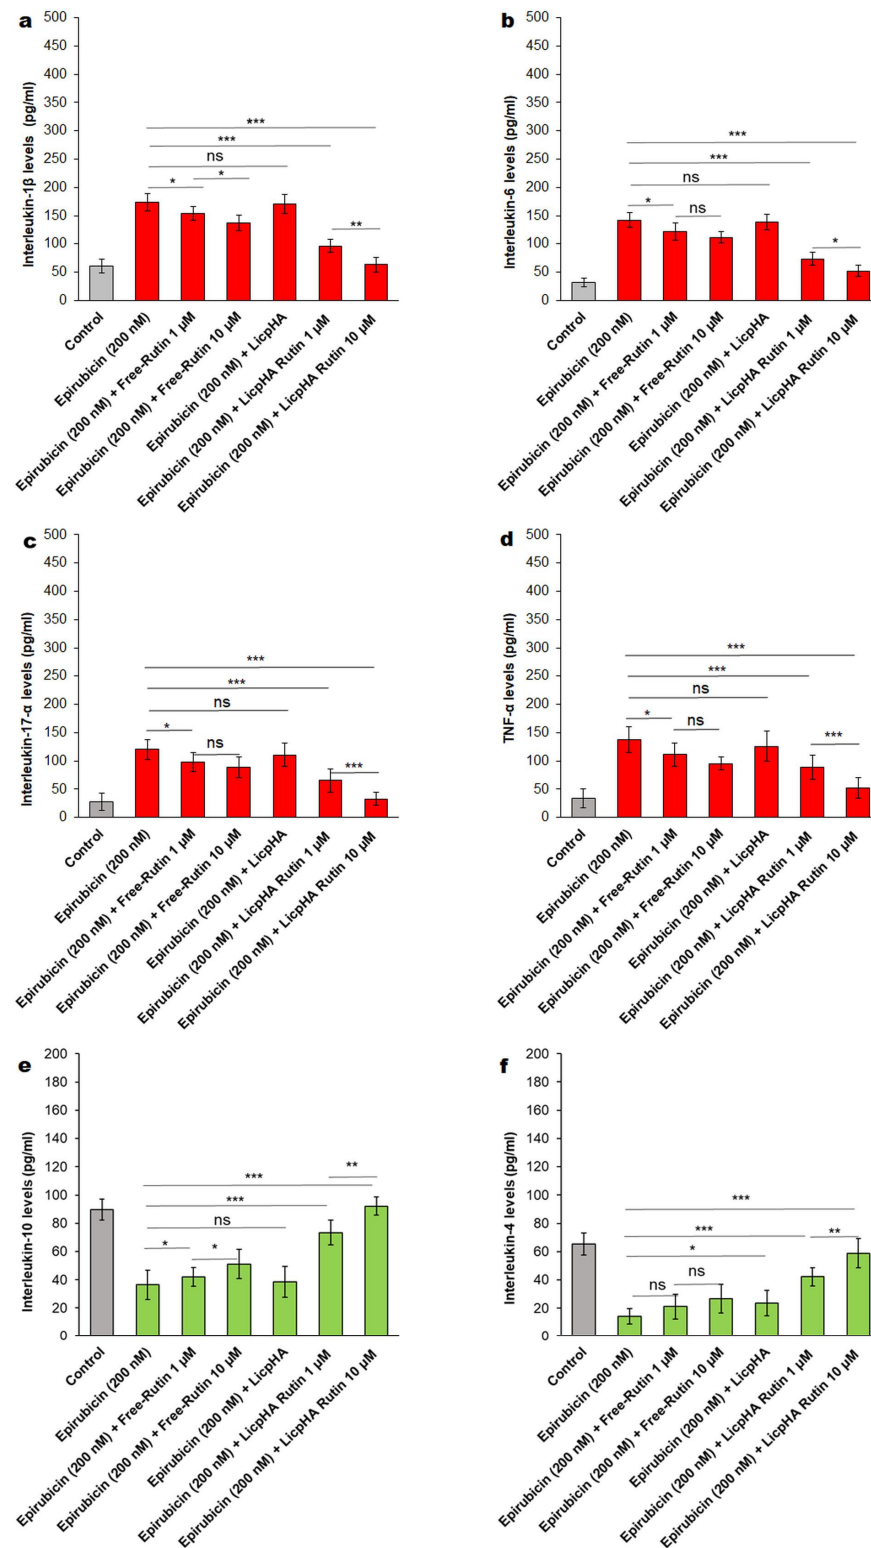 a
500
450
400
350
300
250
200
150
100
50
0
Interleukin-1β levels (pg/ml)
***
***
ns
*
*
**
Control
Epirubicin (200 nM)
Epirubicin (200 nM) + Free-Rutin 1 µM
Epirubicin (200 nM) + Free-Rutin 10 µM
Epirubicin (200 nM) + LicpHA
Epirubicin (200 nM) + LicpHA Rutin 1 µM
Epirubicin (200 nM) + LicpHA Rutin 10 µM
b
500
450
400
350
300
250
200
150
100
50
0
Interleukin-6 levels (pg/ml)
***
***
ns
*
ns
*
Control
Epirubicin (200 nM)
Epirubicin (200 nM) + Free-Rutin 1 µM
Epirubicin (200 nM) + Free-Rutin 10 µM
Epirubicin (200 nM) + LicpHA
Epirubicin (200 nM) + LicpHA Rutin 1 µM
Epirubicin (200 nM) + LicpHA Rutin 10 µM
c
500
450
400
350
300
250
200
150
100
50
0
Interleukin-17-α levels (pg/ml)
***
***
ns
*
ns
***
Control
Epirubicin (200 nM)
Epirubicin (200 nM) + Free-Rutin 1 µM
Epirubicin (200 nM) + Free-Rutin 10 µM
Epirubicin (200 nM) + LicpHA
Epirubicin (200 nM) + LicpHA Rutin 1 µM
Epirubicin (200 nM) + LicpHA Rutin 10 µM
d
500
450
400
350
300
250
200
150
100
50
0
TNF-α levels (pg/ml)
***
***
ns
*
ns
***
Control
Epirubicin (200 nM)
Epirubicin (200 nM) + Free-Rutin 1 µM
Epirubicin (200 nM) + Free-Rutin 10 µM
Epirubicin (200 nM) + LicpHA
Epirubicin (200 nM) + LicpHA Rutin 1 µM
Epirubicin (200 nM) + LicpHA Rutin 10 µM
e
200
180
160
140
120
100
80
60
40
20
0
Interleukin-10 levels (pg/ml)
**
***
***
ns
*
*
Control
Epirubicin (200 nM)
Epirubicin (200 nM) + Free-Rutin 1 µM
Epirubicin (200 nM) + Free-Rutin 10 µM
Epirubicin (200 nM) + LicpHA
Epirubicin (200 nM) + LicpHA Rutin 1 µM
Epirubicin (200 nM) + LicpHA Rutin 10 µM
f
200
180
160
140
120
100
80
60
40
20
0
Interleukin-4 levels (pg/ml)
***
***
**
*
ns
ns
Control
Epirubicin (200 nM)
Epirubicin (200 nM) + Free-Rutin 1 µM
Epirubicin (200 nM) + Free-Rutin 10 µM
Epirubicin (200 nM) + LicpHA
Epirubicin (200 nM) + LicpHA Rutin 1 µM
Epirubicin (200 nM) + LicpHA Rutin 10 µM